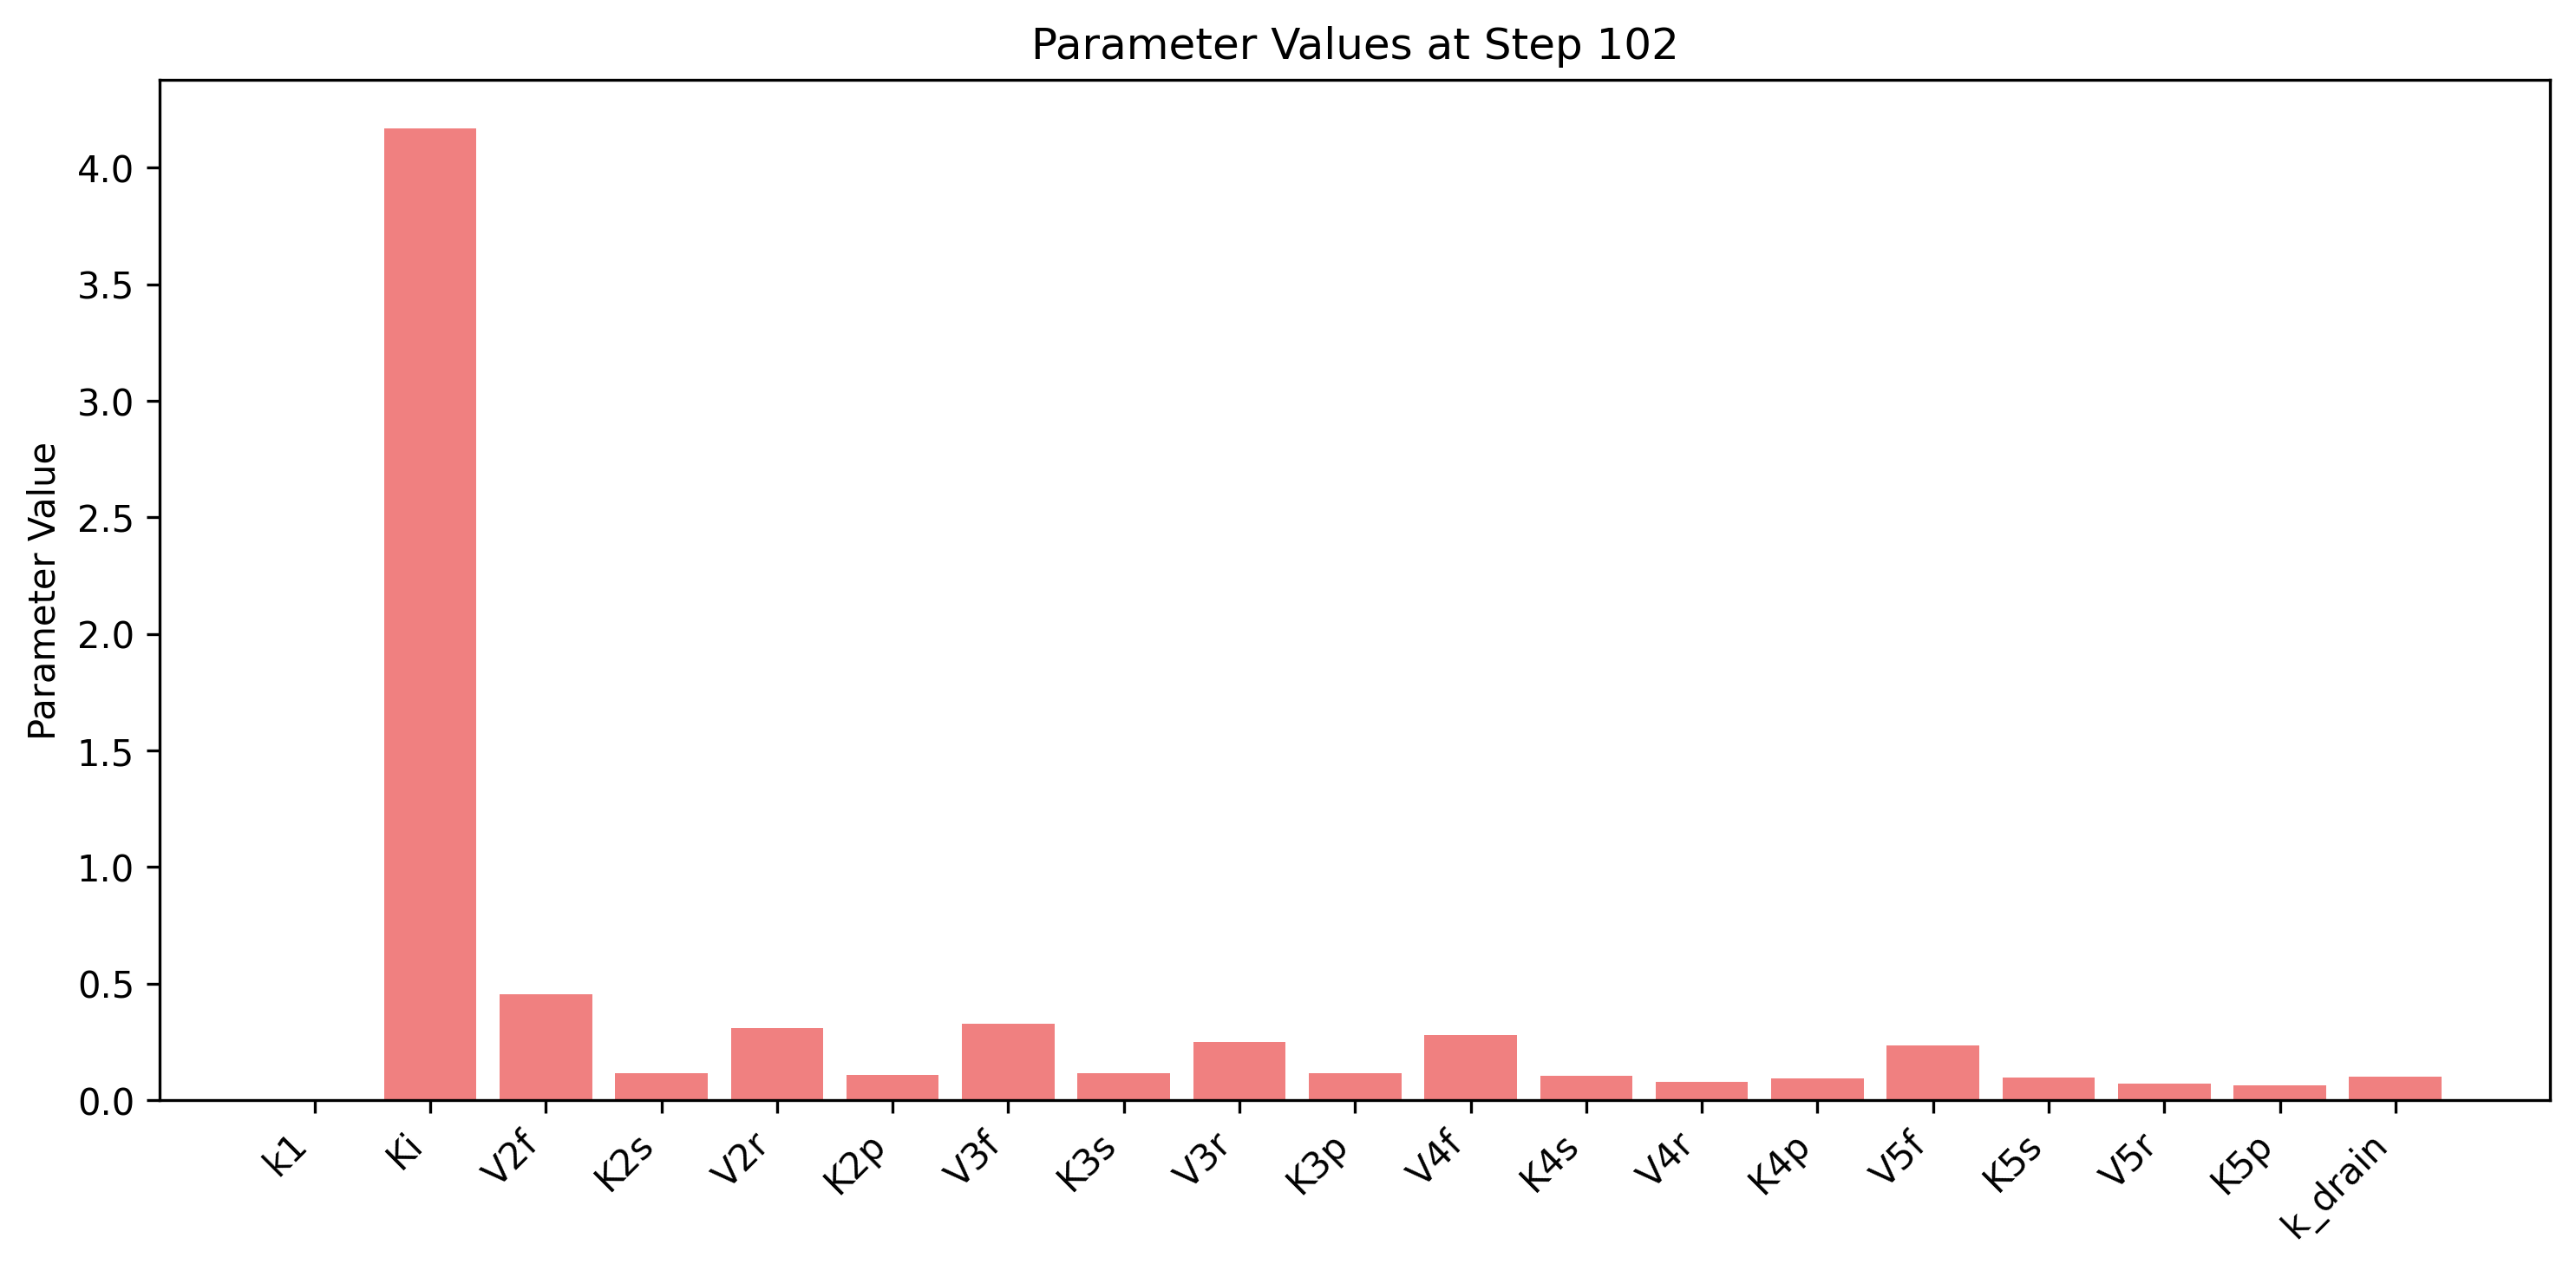 Parameter Values at Step 102
Parameter Value
4.0
3.5
3.0
2.5
2.0
1.5
1.0
0.5
0.0
k1
Ki
V2f
K2s
V2r
K2p
V3f
K3s
V3r
K3p
V4f
K4s
V4r
K4p
V5f
K5s
V5r
K5p
k_drain